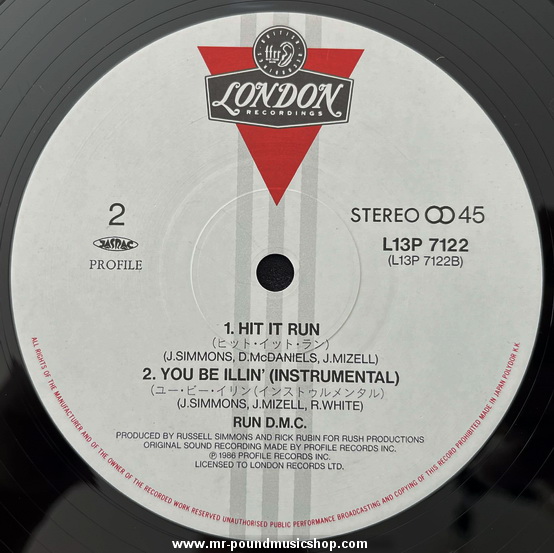 ffrr
LONDON
RECORDINGS
2
STEREO 45
JASRAC
L13P 7122
PROFILE
(L13P 7122B)
1. HIT IT RUN
(ヒット・イット・ラン)
(J.SIMMONS, D.McDANIELS, J.MIZELL)
2. YOU BE ILLIN' (INSTRUMENTAL)
(ユー・ビー・イリン(インストゥルメンタル)
(J.SIMMONS, J.MIZELL, R.WHITE)
RUN D.M.C.
PRODUCED BY RUSSELL SIMMONS AND RICK RUBIN FOR RUSH PRODUCTIONS
ORIGINAL SOUND RECORDING MADE BY PROFILE RECORDS INC.
Ⓟ 1986 PROFILE RECORDS INC.
LICENSED TO LONDON RECORDS LTD.
ALL RIGHTS OF THE MANUFACTURER AND OF THE OWNER OF THE RECORDED WORK RESERVED UNAUTHORISED PUBLIC PERFORMANCE BROADCASTING AND COPYING OF THIS RECORD PROHIBITED MADE IN JAPAN POLYDOR K.K.
www.mr-poundmusicshop.com